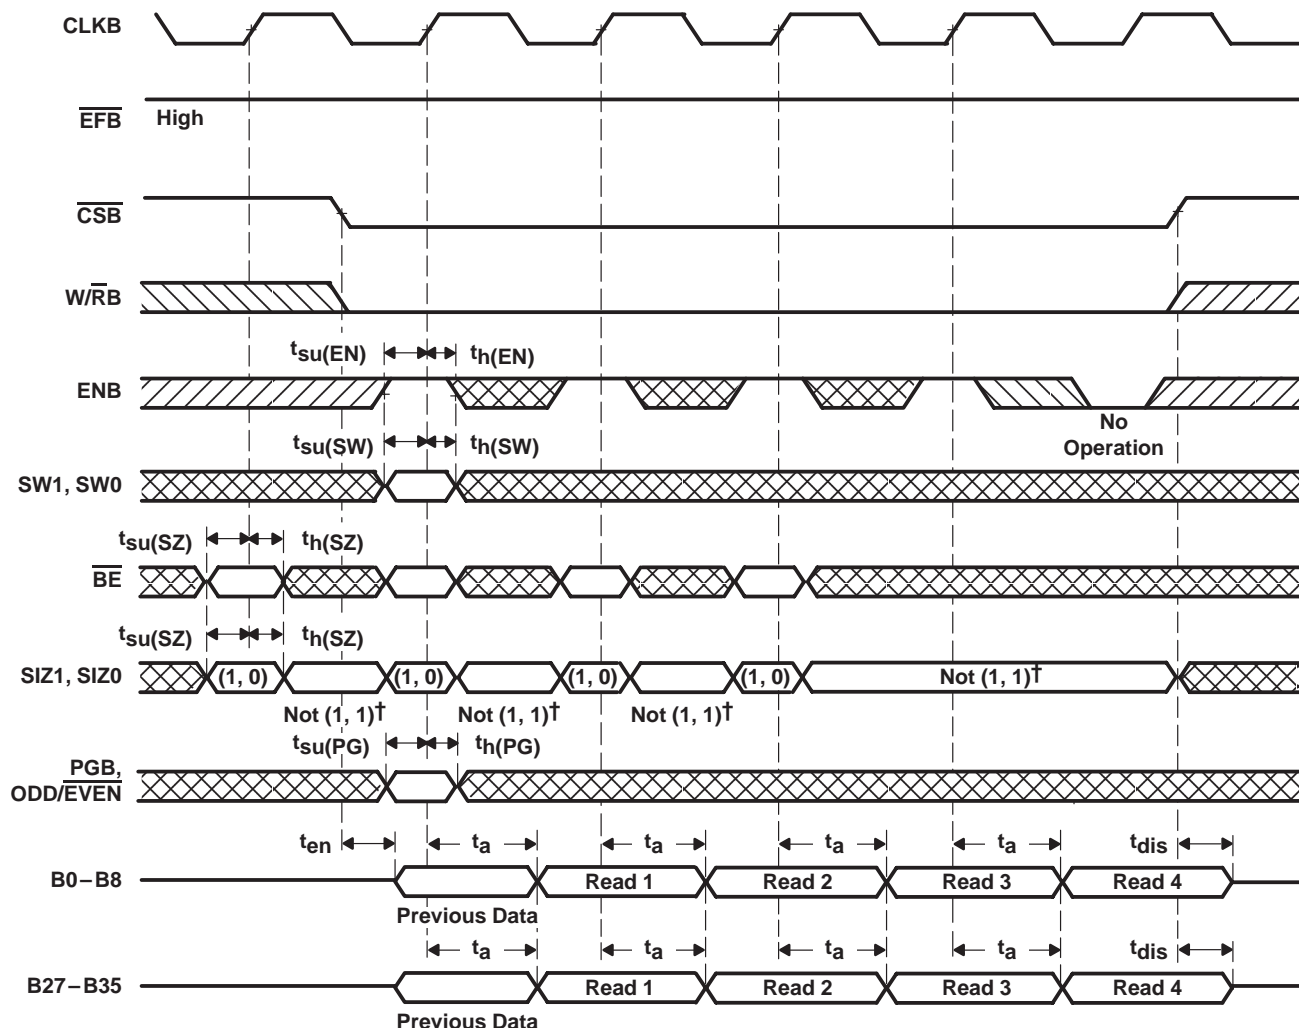 CLKB
EFB
High
CSB
W/RB
tsu(EN) th(EN)
ENB
No
Operation
tsu(SW) th(SW)
SW1, SW0
tsu(SZ) th(SZ)
BE
tsu(SZ) th(SZ)
SIZ1, SIZ0
(1, 0) (1, 0) (1, 0) (1, 0) Not (1, 1)†
Not (1, 1)† Not (1, 1)† Not (1, 1)†
tsu(PG) th(PG)
PGB,
ODD/EVEN
ten ta ta ta ta tdis
B0–B8 Read 1 Read 2 Read 3 Read 4
Previous Data
ta ta ta ta tdis
B27–B35 Read 1 Read 2 Read 3 Read 4
Previous Data